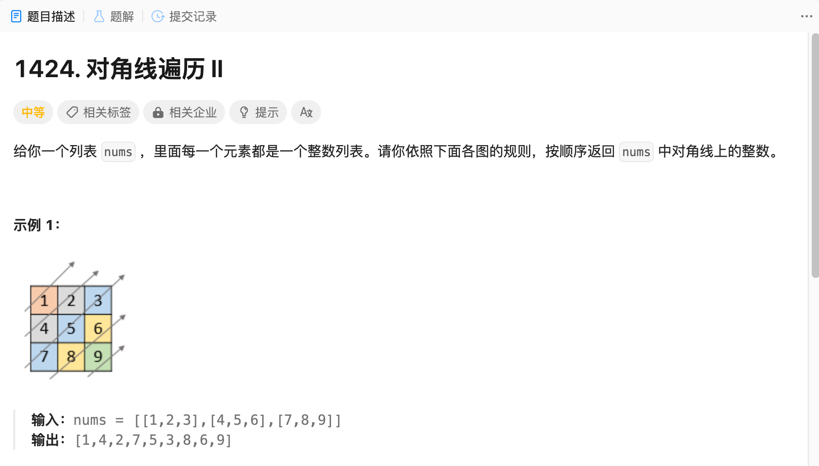 题目描述 题解 提交记录
1424. 对角线遍历 II
中等 相关标签 相关企业 提示
给你一个列表 nums ，里面每一个元素都是一个整数列表。请你依照下面各图的规则，按顺序返回 nums 中对角线上的整数。
示例 1：
1 2 3
4 5 6
7 8 9
输入：nums = [[1,2,3],[4,5,6],[7,8,9]]
输出：[1,4,2,7,5,3,8,6,9]